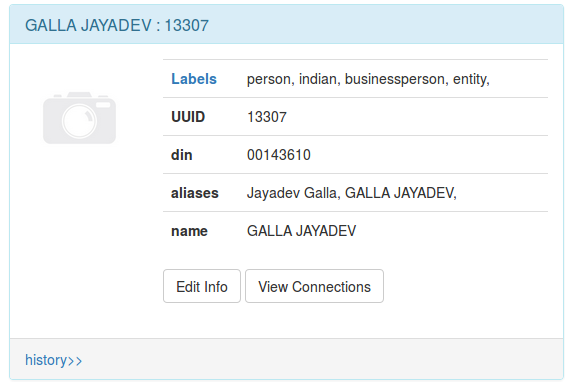 GALLA JAYADEV : 13307
Labels person, indian, businessperson, entity,
UUID 13307
din 00143610
aliases Jayadev Galla, GALLA JAYADEV,
name GALLA JAYADEV
Edit Info View Connections
history>>